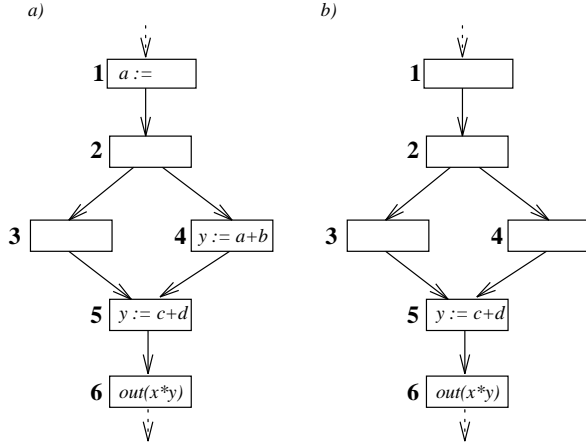 a)
1 a :=
2
3
4 y := a+b
5 y := c+d
6 out(x*y)
b)
1
2
3
4
5 y := c+d
6 out(x*y)